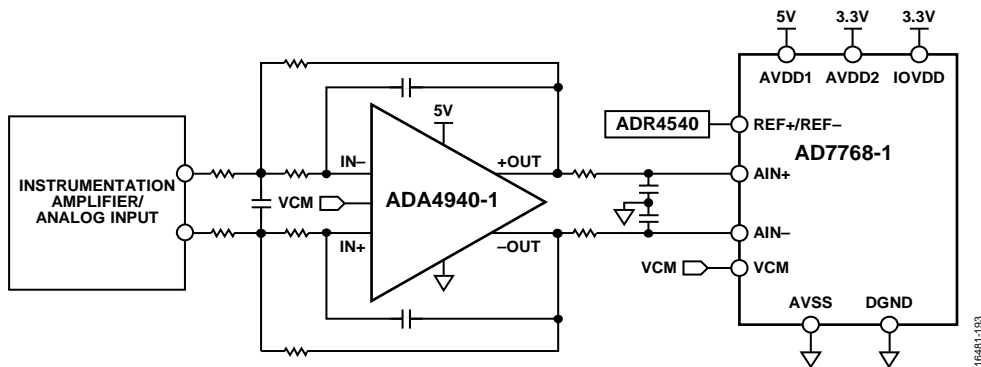 5V
3.3V
3.3V
AVDD1
AVDD2
IOVDD
5V
ADR4540
REF+/REF–
AD7768-1
INSTRUMENTATION
AMPLIFIER/
ANALOG INPUT
IN–
+OUT
AIN+
VCM
ADA4940-1
IN+
–OUT
AIN–
VCM
VCM
AVSS
DGND
16481-193